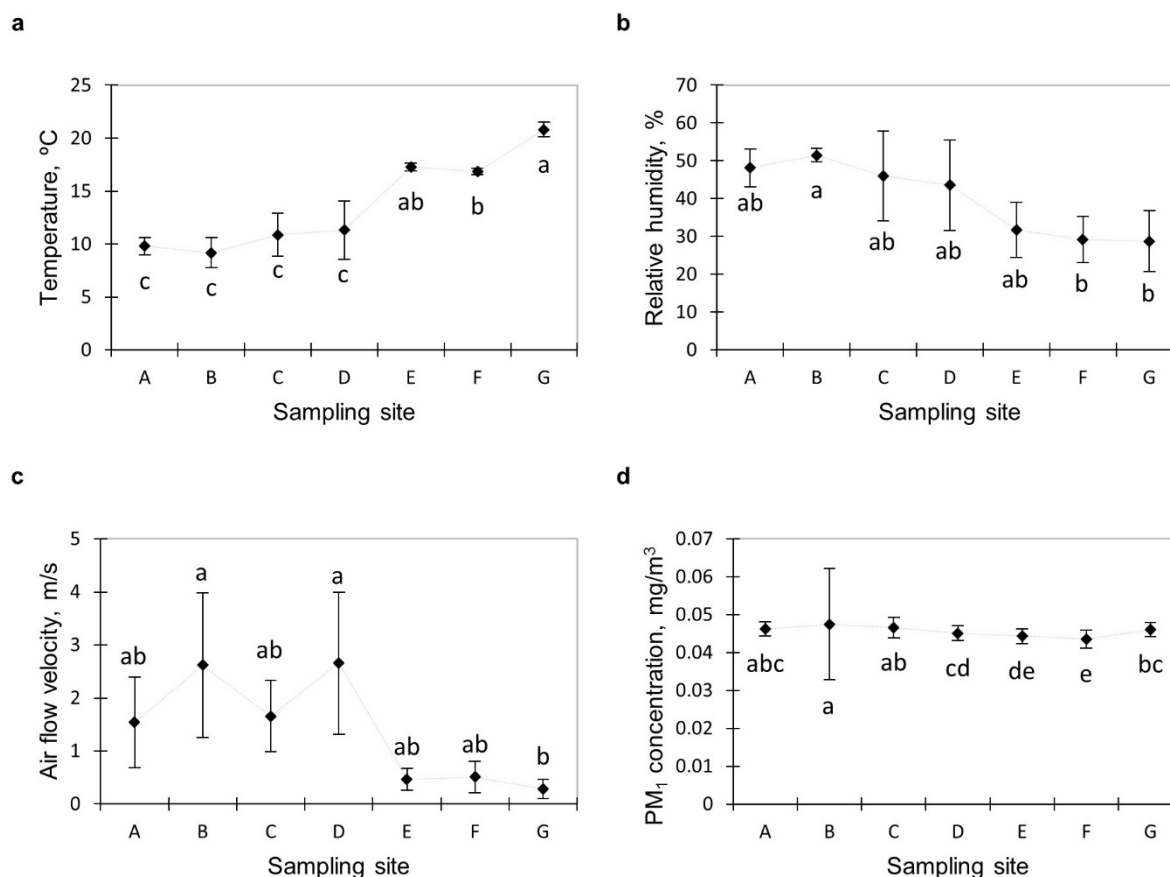 a
Temperature, ºC
25
20
15
10
5
0
c
c
c
c
ab
b
a
A B C D E F G
Sampling site
b
Relative humidity, %
70
60
50
40
30
20
10
0
ab
a
ab
ab
ab
b
b
A B C D E F G
Sampling site
c
Air flow velocity, m/s
5
4
3
2
1
0
ab
a
ab
a
ab
ab
b
A B C D E F G
Sampling site
d
PM₁ concentration, mg/m³
0.07
0.06
0.05
0.04
0.03
0.02
0.01
0
abc
a
ab
cd
de
e
bc
A B C D E F G
Sampling site